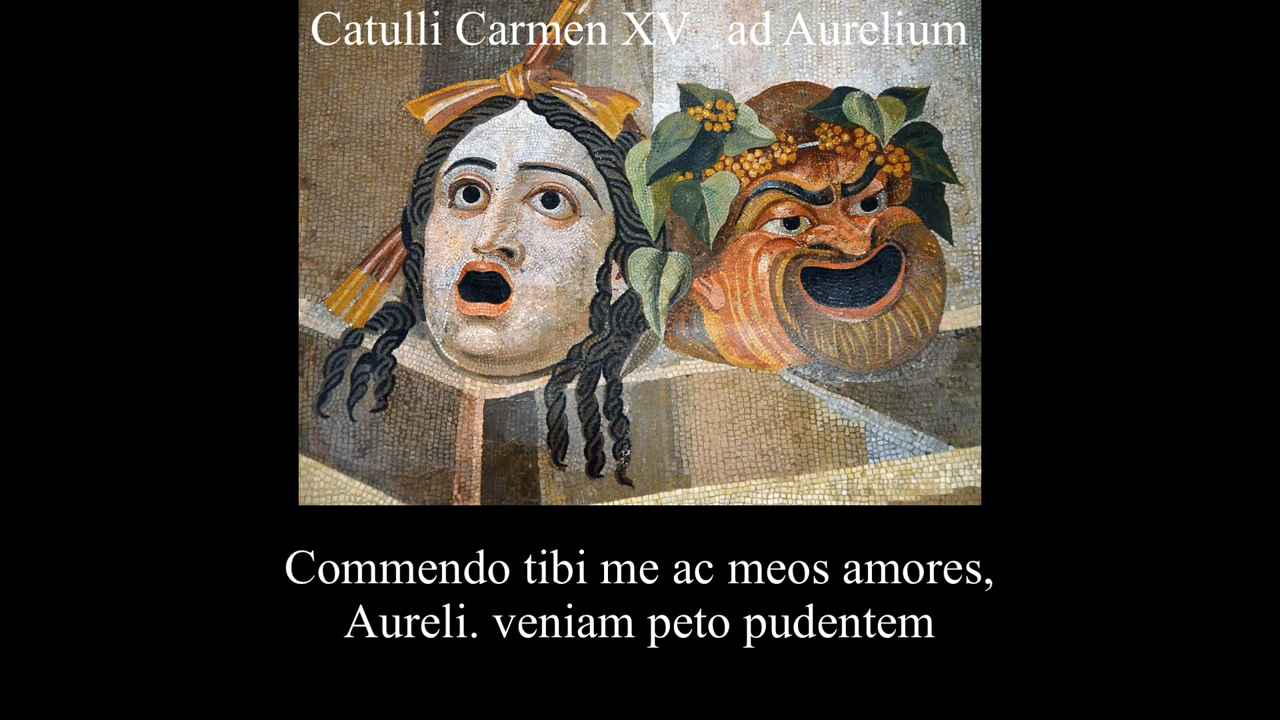 Catulli Carmen XV ad Aurelium
Commendo tibi me ac meos amores,
Aureli. veniam peto pudentem